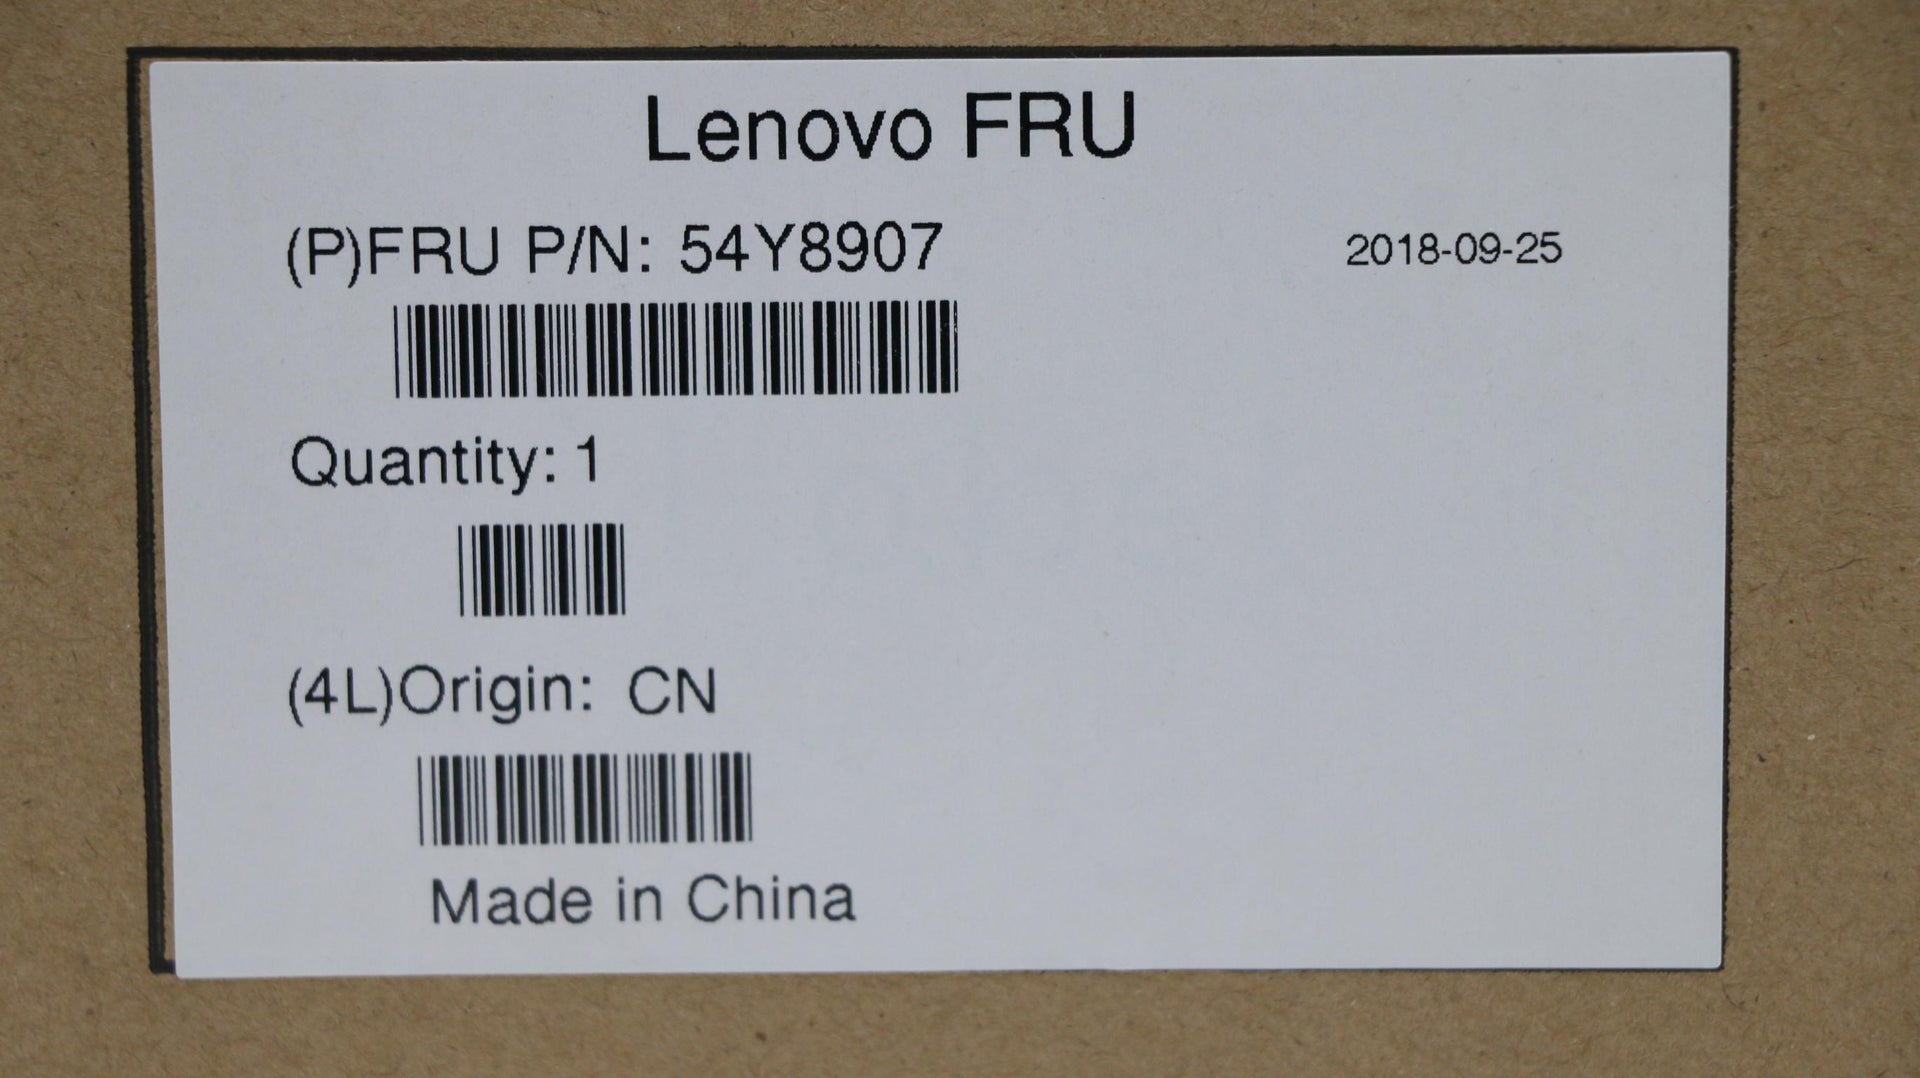 Lenovo FRU
(P)FRU P/N: 54Y8907
2018-09-25
Quantity: 1
(4L)Origin: CN
Made in China